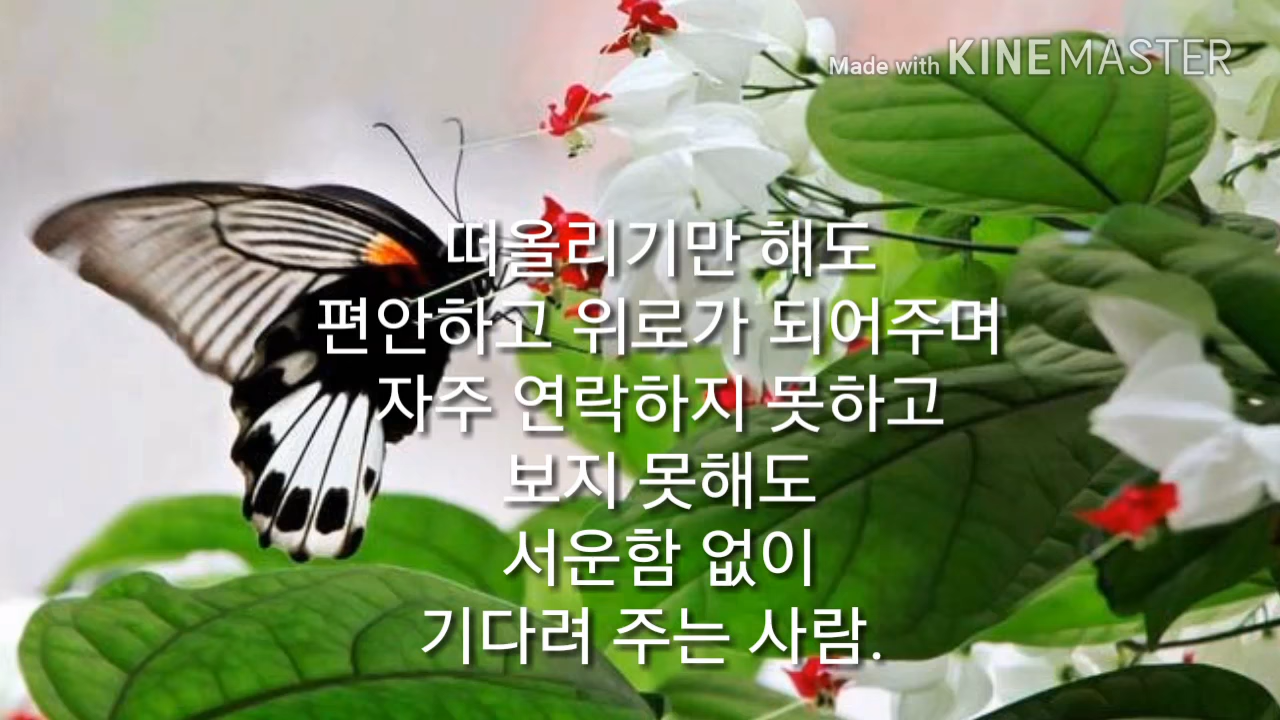 Made with KINEMASTER
떠올리기만 해도
편안하고 위로가 되어주며
자주 연락하지 못하고
보지 못해도
서운함 없이
기다려 주는 사람.